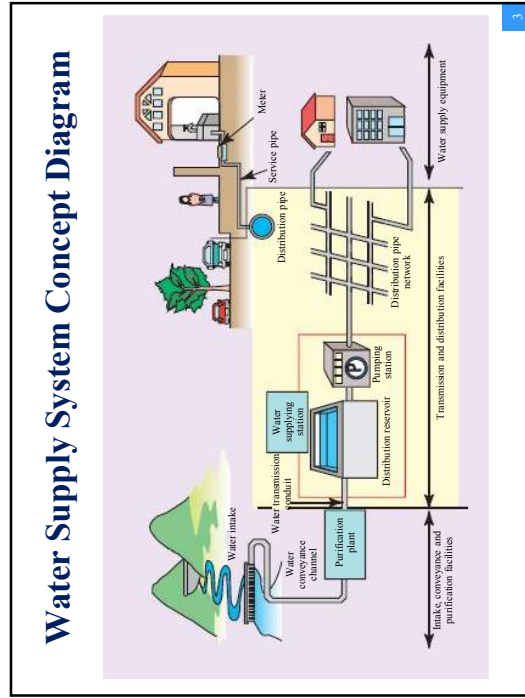 3
Water Supply System Concept Diagram
Water intake
Water conveyance
channel
Purification
plant
Water transmission
conduit
Water
supplying
station
Distribution reservoir
Pumping
station
Distribution pipe
network
Distribution pipe
Service pipe
Meter
P
Intake, conveyance and
purification facilities
Transmission and distribution facilities
Water supply equipment